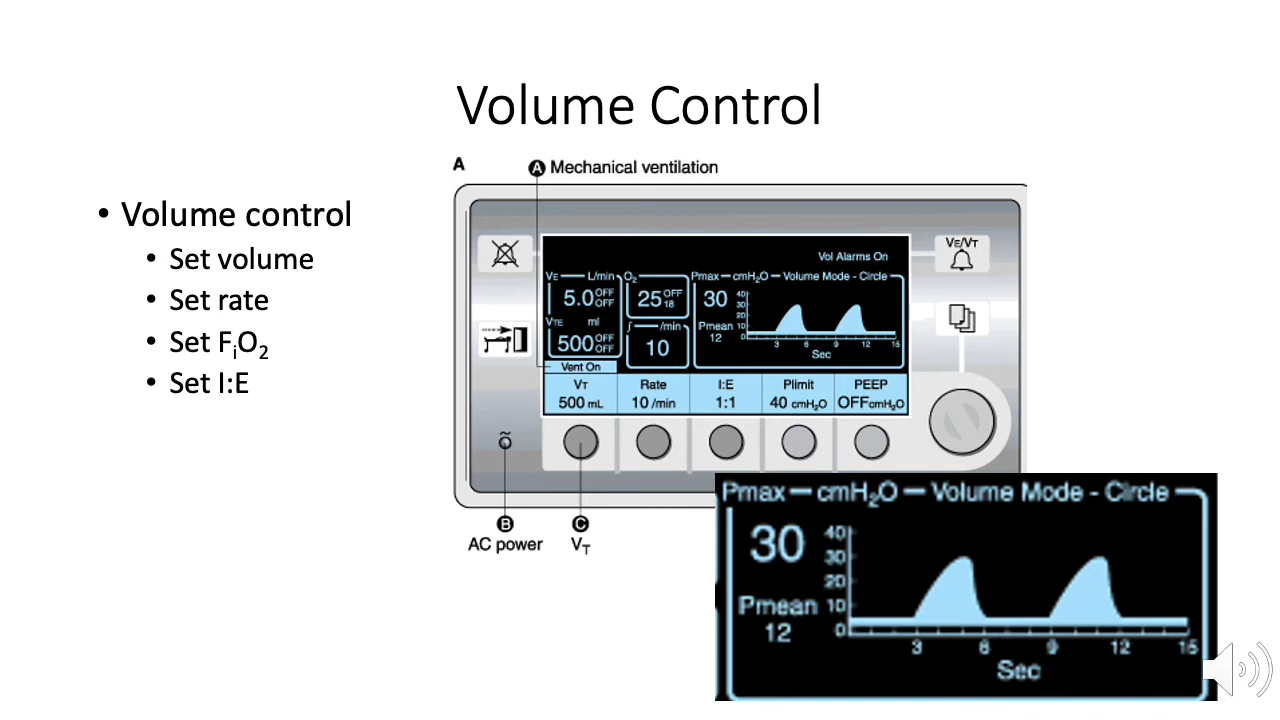 Volume Control
• Volume control
• Set volume
• Set rate
• Set FiO2
• Set I:E
A
A Mechanical ventilation
VE/VT
Vol Alarms On
VE L/min
5.0 OFF OFF
VTE ml
500 OFF OFF
O2
25 OFF 18
/min
10
Pmax cmH2O Volume Mode - Circle
30
Pmean
12
40
30
20
10
0
3 6 9 12 15
Sec
Vent On
VT Rate I:E Plimit PEEP
500 mL 10 /min 1:1 40 cmH2O OFF cmH2O
~
B
AC power
C
VT
Pmax cmH2O Volume Mode - Circle
30
Pmean
12
40
30
20
10
0
3 6 9 12 15
Sec